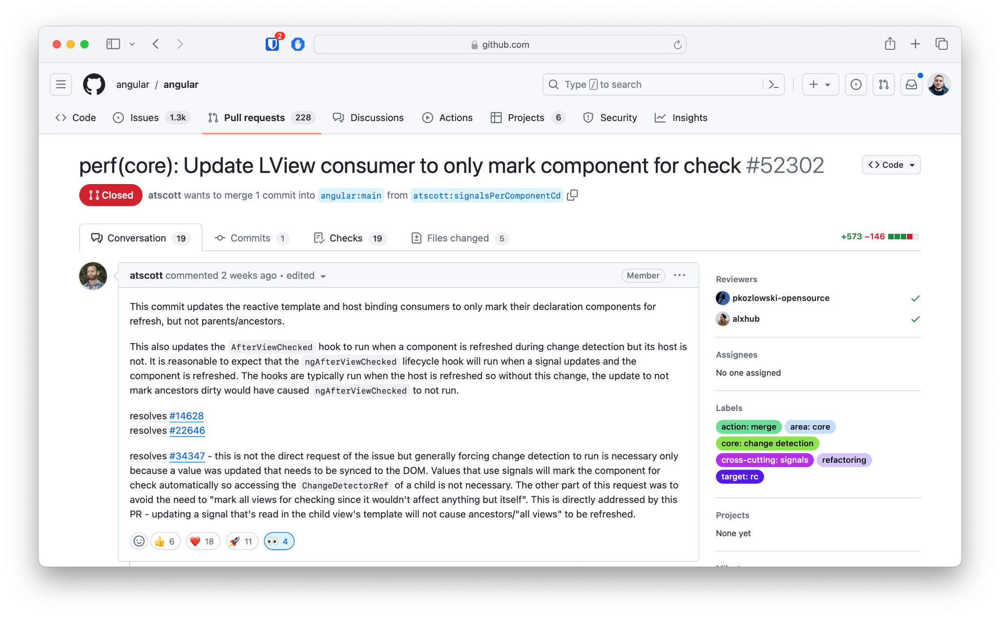 2
github.com
angular / angular
Type / to search
Code
Issues 1.3k
Pull requests 228
Discussions
Actions
Projects 6
Security
Insights
perf(core): Update LView consumer to only mark component for check #52302
Code
Closed
atscott wants to merge 1 commit into angular:main from atscott:signalsPerComponentCd
Conversation 19
Commits 1
Checks 19
Files changed 5
+573 −146
atscott commented 2 weeks ago • edited
Member
This commit updates the reactive template and host binding consumers to only mark their declaration components for
refresh, but not parents/ancestors.
This also updates the AfterViewChecked hook to run when a component is refreshed during change detection but its host is
not. It is reasonable to expect that the ngAfterViewChecked lifecycle hook will run when a signal updates and the
component is refreshed. The hooks are typically run when the host is refreshed so without this change, the update to not
mark ancestors dirty would have caused ngAfterViewChecked to not run.
resolves #14628
resolves #22646
resolves #34347 - this is not the direct request of the issue but generally forcing change detection to run is necessary only
because a value was updated that needs to be synced to the DOM. Values that use signals will mark the component for
check automatically so accessing the ChangeDetectorRef of a child is not necessary. The other part of this request was to
avoid the need to "mark all views for checking since it wouldn't affect anything but itself". This is directly addressed by this
PR - updating a signal that's read in the child view's template will not cause ancestors/"all views" to be refreshed.
👍 6
❤️ 18
🚀 11
👀 4
Reviewers
pkozlowski-opensource
alxhub
Assignees
No one assigned
Labels
action: merge
area: core
core: change detection
cross-cutting: signals
refactoring
target: rc
Projects
None yet